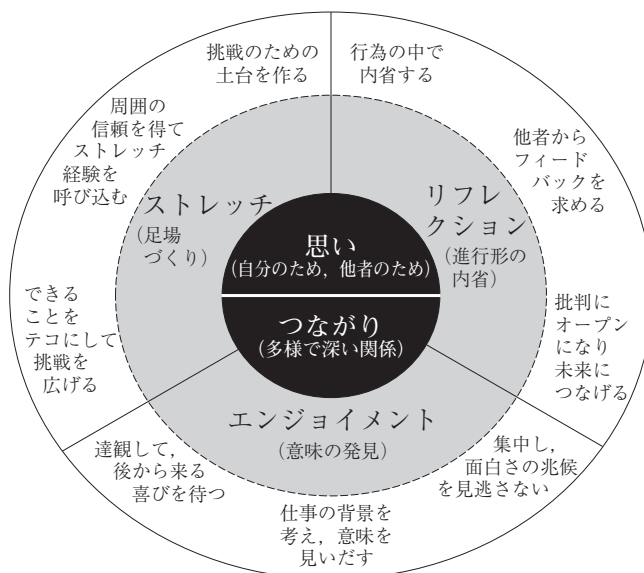 挑戦のための
土台を作る
行為の中で
内省する
周囲の
信頼を得て
ストレッチ
経験を
呼び込む
他者から
フィード
バックを
求める
ストレッチ
(足場
づくり)
リフレ
クション
(進行形の
内省)
思い
(自分のため,他者のため)
つながり
(多様で深い関係)
できる
ことを
テコにして
挑戦を
広げる
批判に
オープン
になり
未来に
つなげる
エンジョイメント
(意味の発見)
達観して,
後から来る
喜びを待つ
集中し,
面白さの兆候
を見逃さない
仕事の背景を
考え,意味を
見いだす